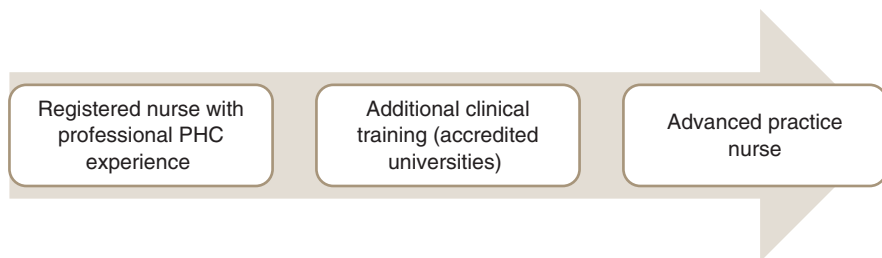 Registered nurse with
professional PHC
experience
Additional clinical
training (accredited
universities)
Advanced practice
nurse